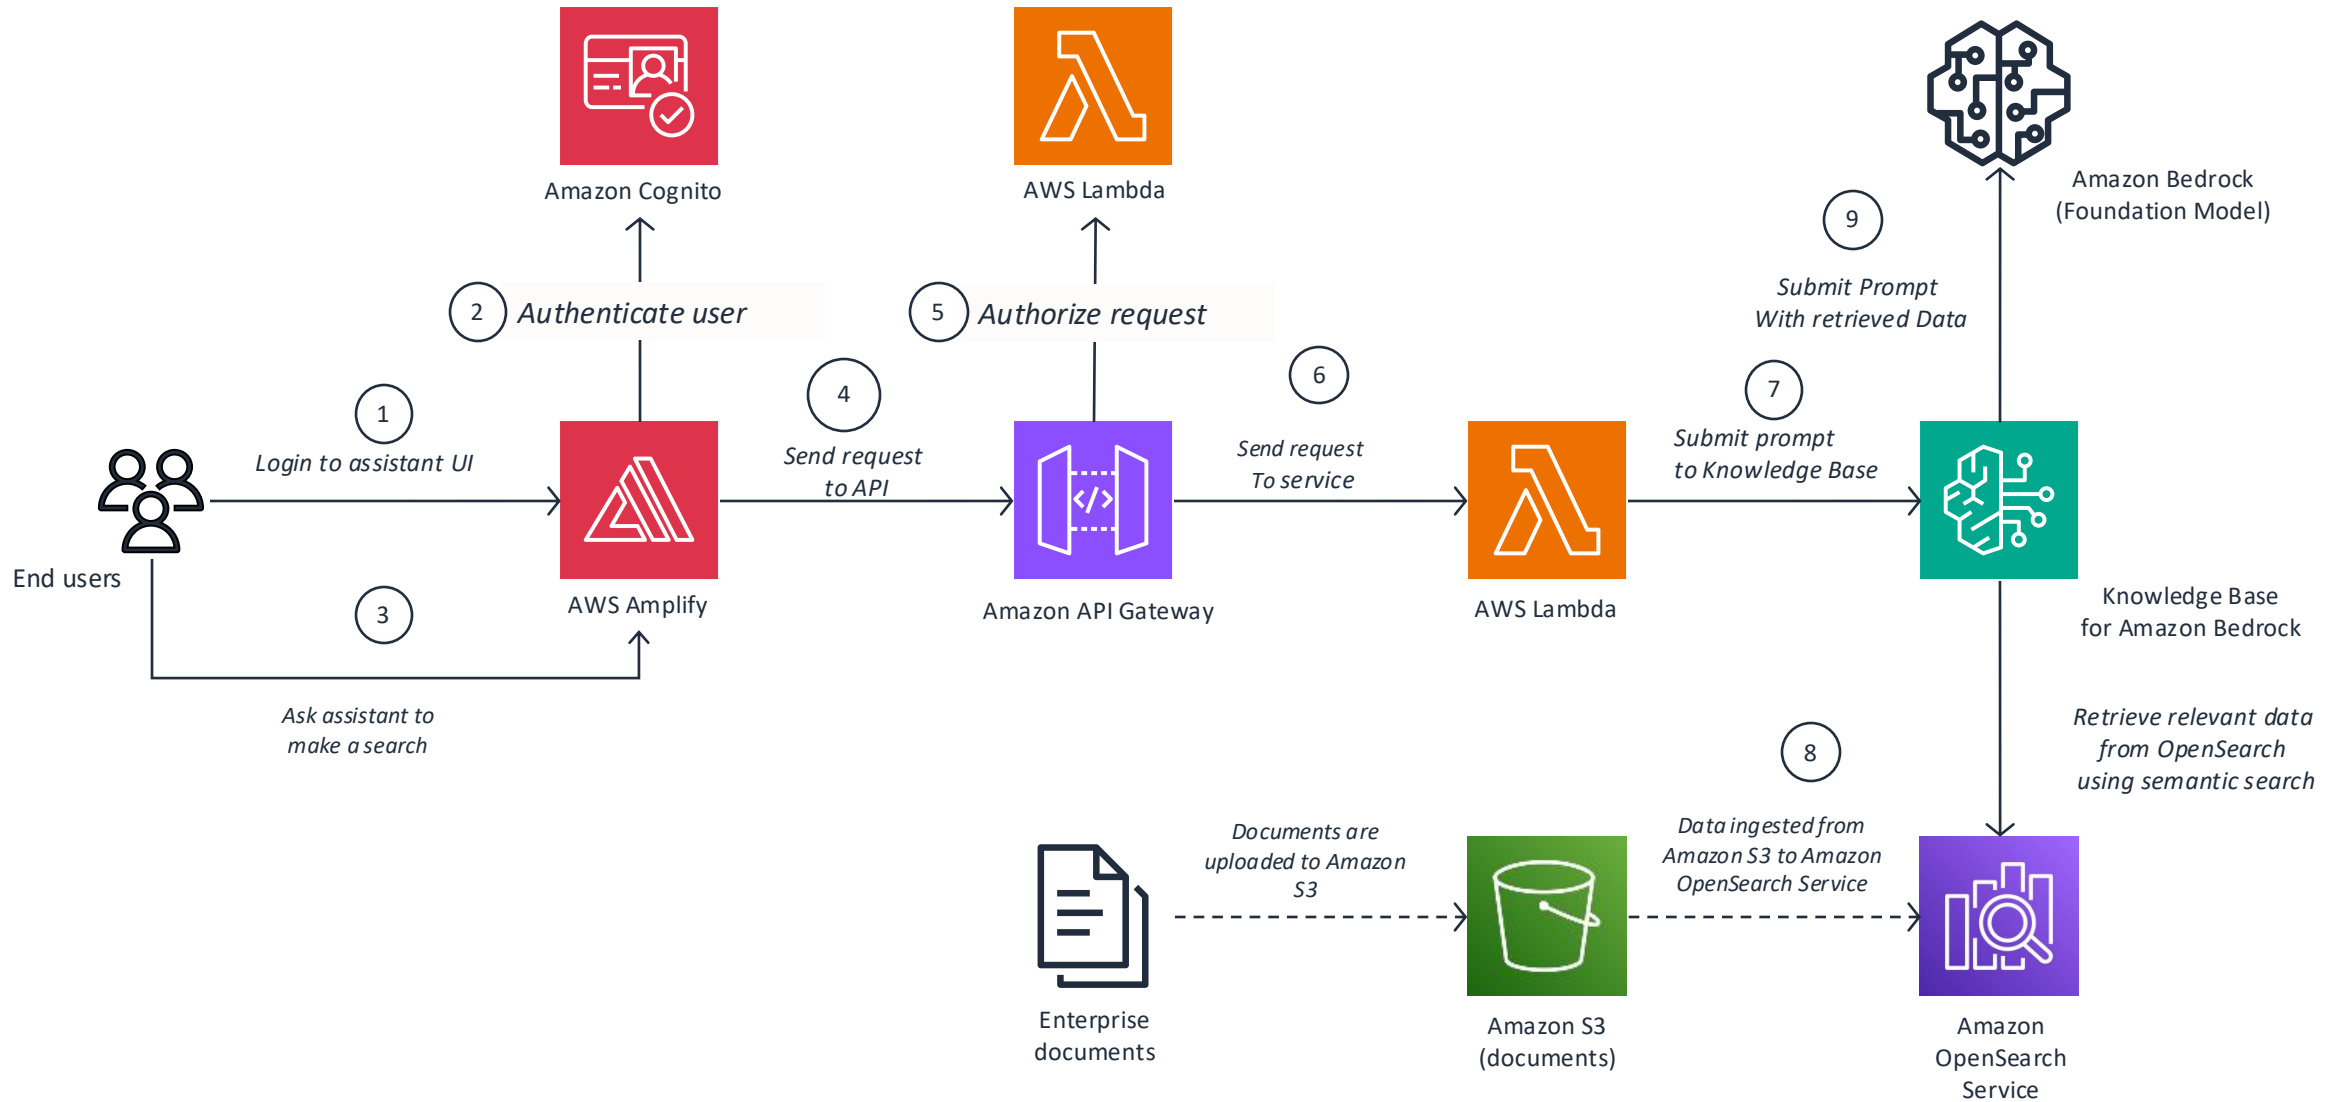 Amazon Cognito
AWS Lambda
Amazon Bedrock
(Foundation Model)
9
Submit Prompt
With retrieved Data
2
Authenticate user
5
Authorize request
1
Login to assistant UI
4
Send request
to API
6
Send request
To service
7
Submit prompt
to Knowledge Base
End users
AWS Amplify
Amazon API Gateway
AWS Lambda
Knowledge Base
for Amazon Bedrock
3
Ask assistant to
make a search
Retrieve relevant data
from OpenSearch
using semantic search
8
Documents are
uploaded to Amazon
S3
Data ingested from
Amazon S3 to Amazon
OpenSearch Service
Enterprise
documents
Amazon S3
(documents)
Amazon
OpenSearch
Service